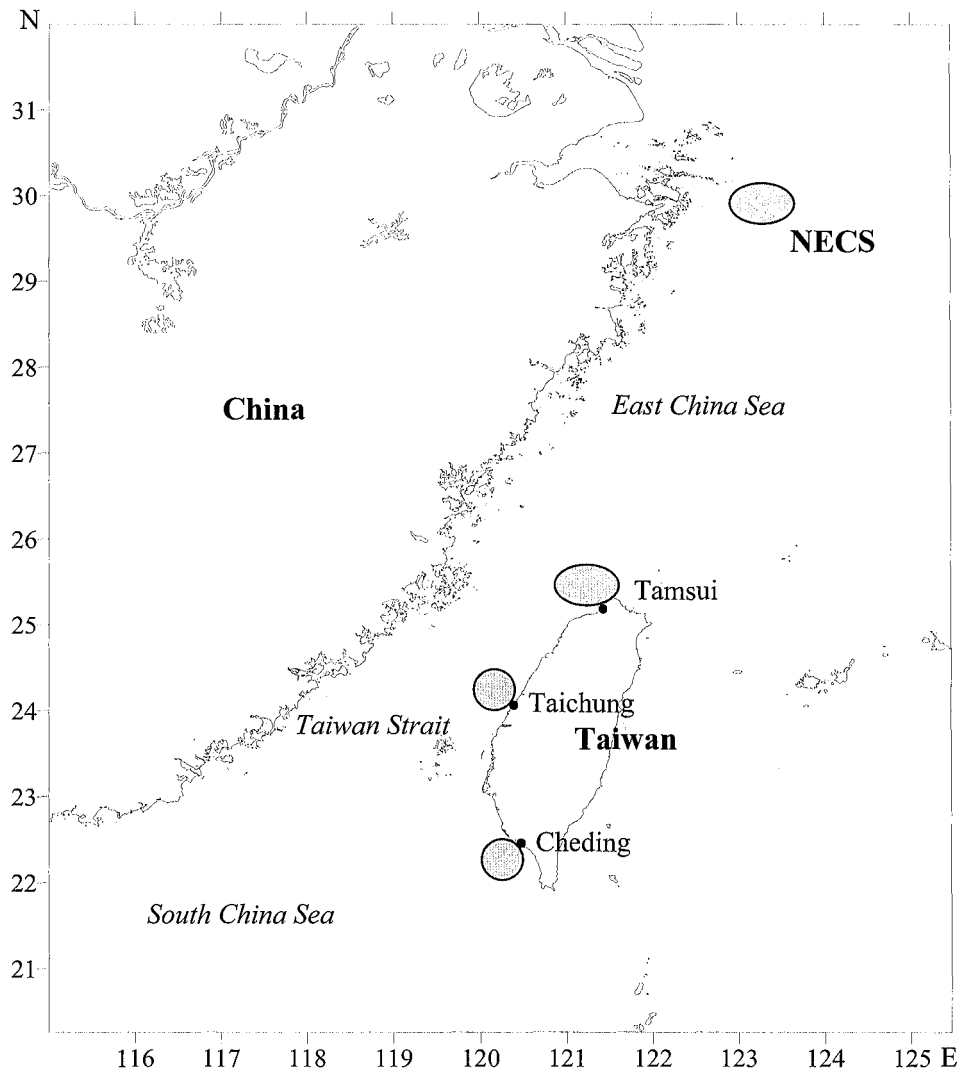 N
31
30
NECS
29
28
China
East China Sea
27
26
Tamsui
25
Taichung
24
Taiwan Strait
Taiwan
23
Cheding
22
South China Sea
21
116 117 118 119 120 121 122 123 124 125 E